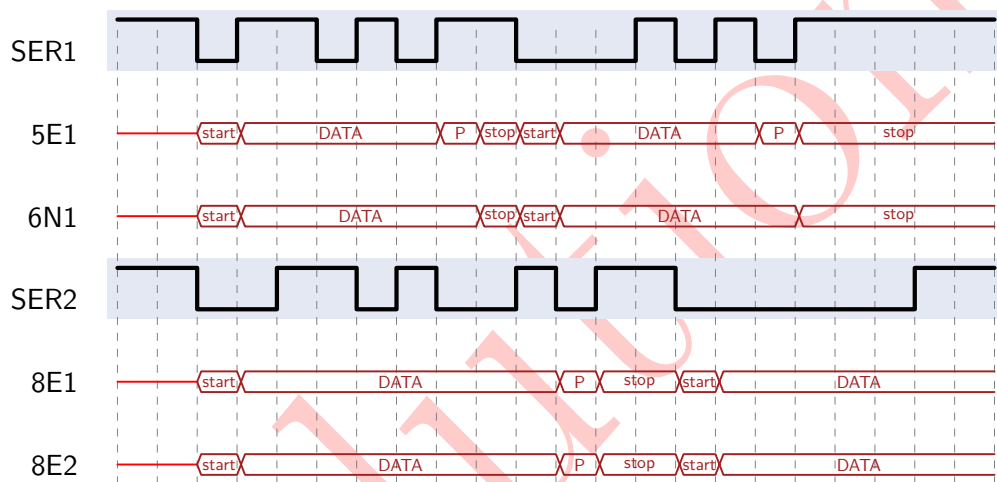 SER1
5E1 start DATA P stop start DATA P stop
6N1 start DATA stop start DATA stop
SER2
8E1 start DATA P stop start DATA
8E2 start DATA P stop start DATA